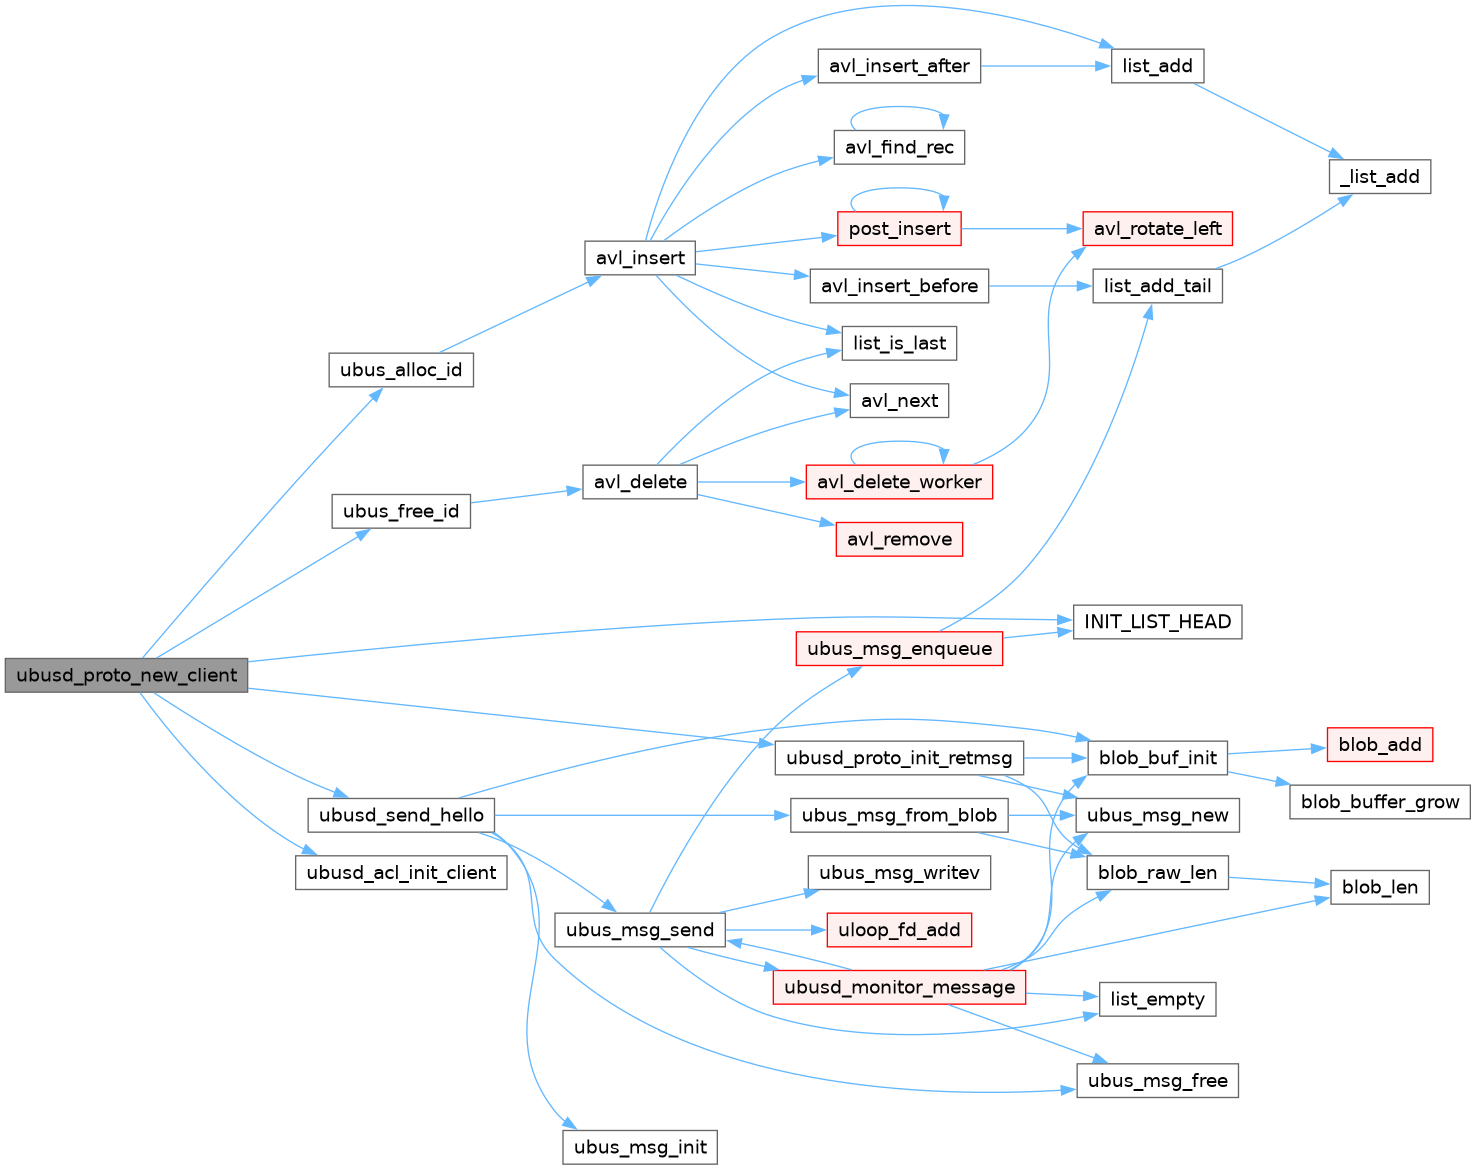 avl_insert_after
list_add
avl_find_rec
_list_add
post_insert
avl_rotate_left
avl_insert
avl_insert_before
list_add_tail
list_is_last
ubus_alloc_id
avl_next
avl_delete
avl_delete_worker
ubus_free_id
avl_remove
INIT_LIST_HEAD
ubus_msg_enqueue
ubusd_proto_new_client
blob_add
ubusd_proto_init_retmsg
blob_buf_init
blob_buffer_grow
ubusd_send_hello
ubus_msg_from_blob
ubus_msg_new
ubusd_acl_init_client
ubus_msg_writev
blob_raw_len
blob_len
ubus_msg_send
uloop_fd_add
ubusd_monitor_message
list_empty
ubus_msg_free
ubus_msg_init